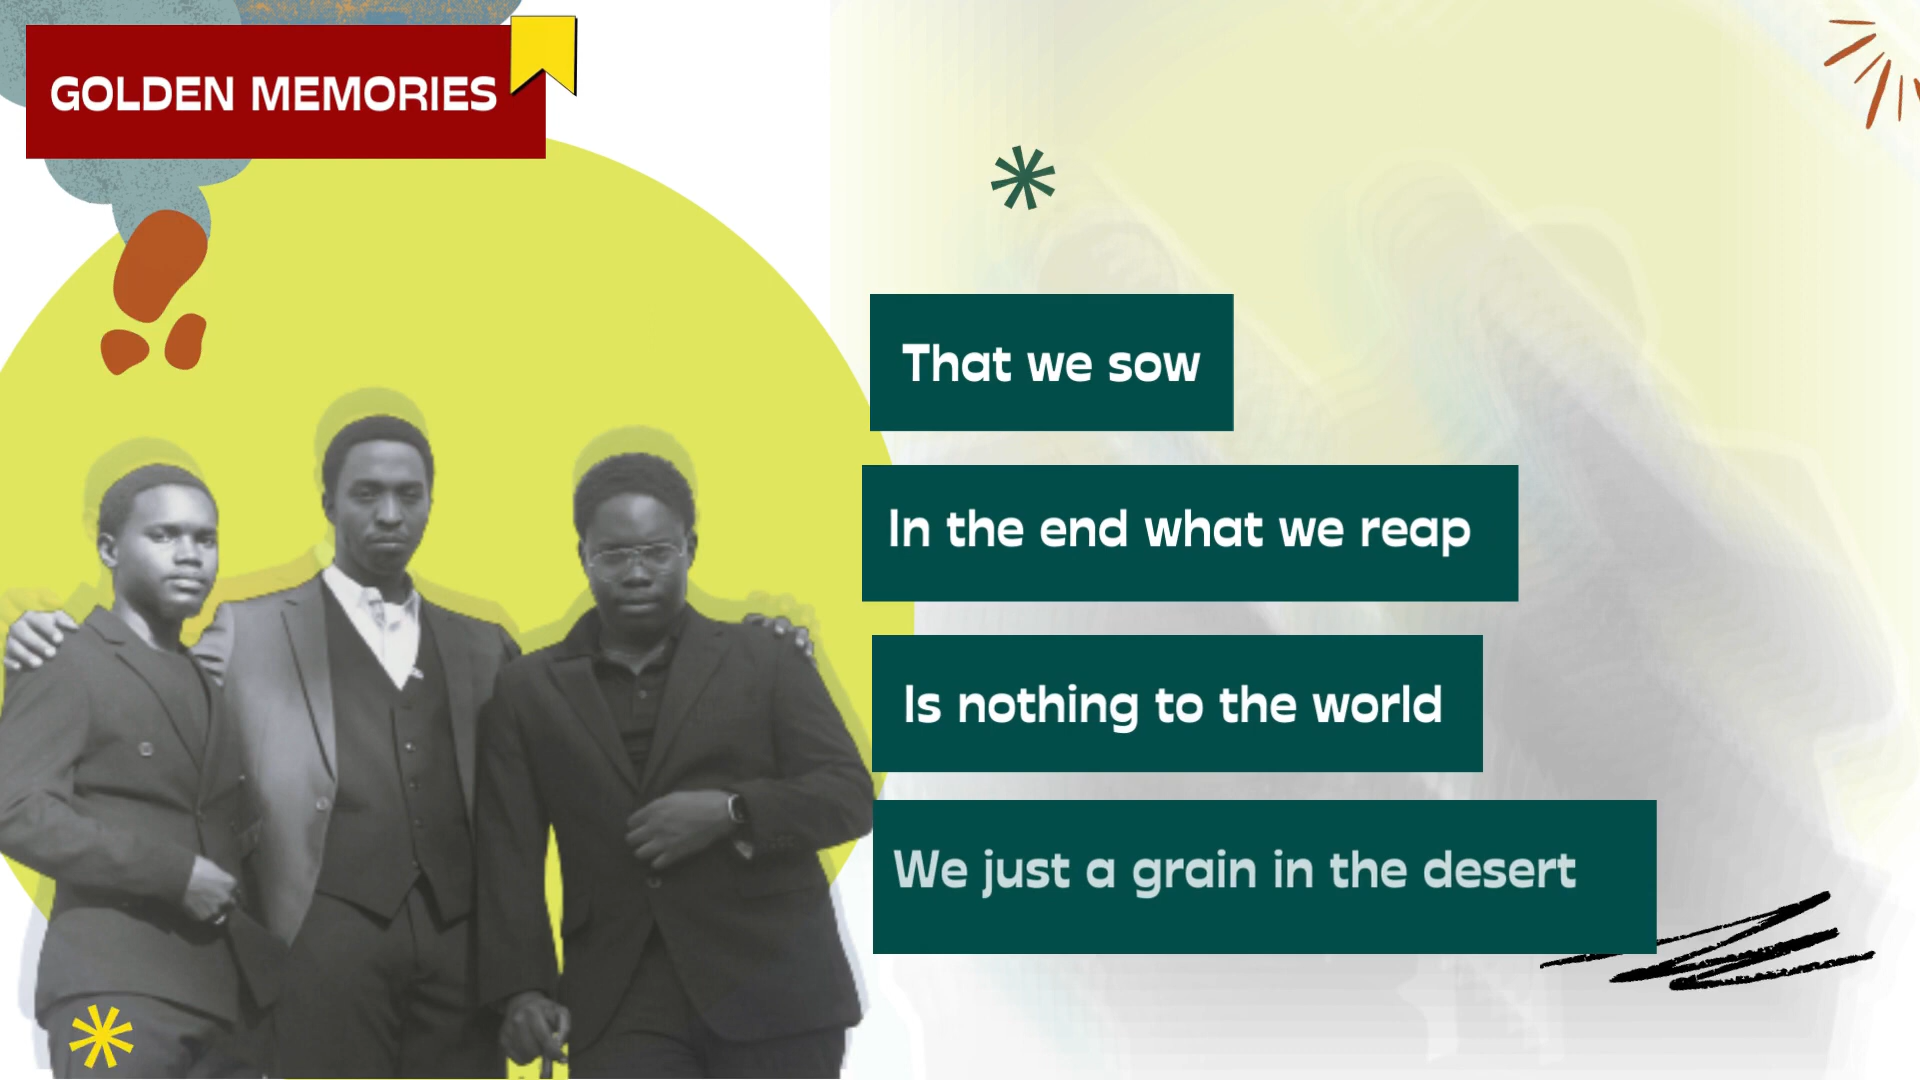 GOLDEN MEMORIES
That we sow
In the end what we reap
Is nothing to the world
We just a grain in the desert